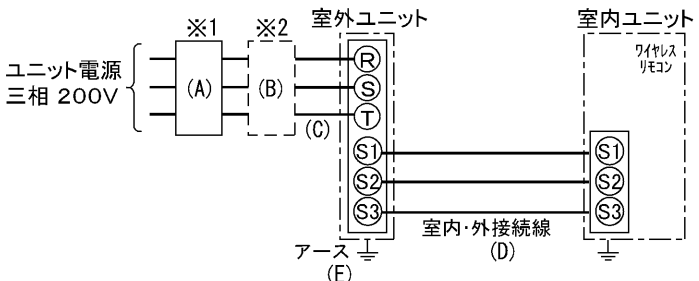 ※1
※2
室外ユニット
室内ユニット
ユニット電源
三相 200V
(A)
(B)
(C)
R
S
T
S1
S2
S3
ワイヤレス
リモコン
S1
S2
S3
室内・外接続線
(D)
アース
(E)